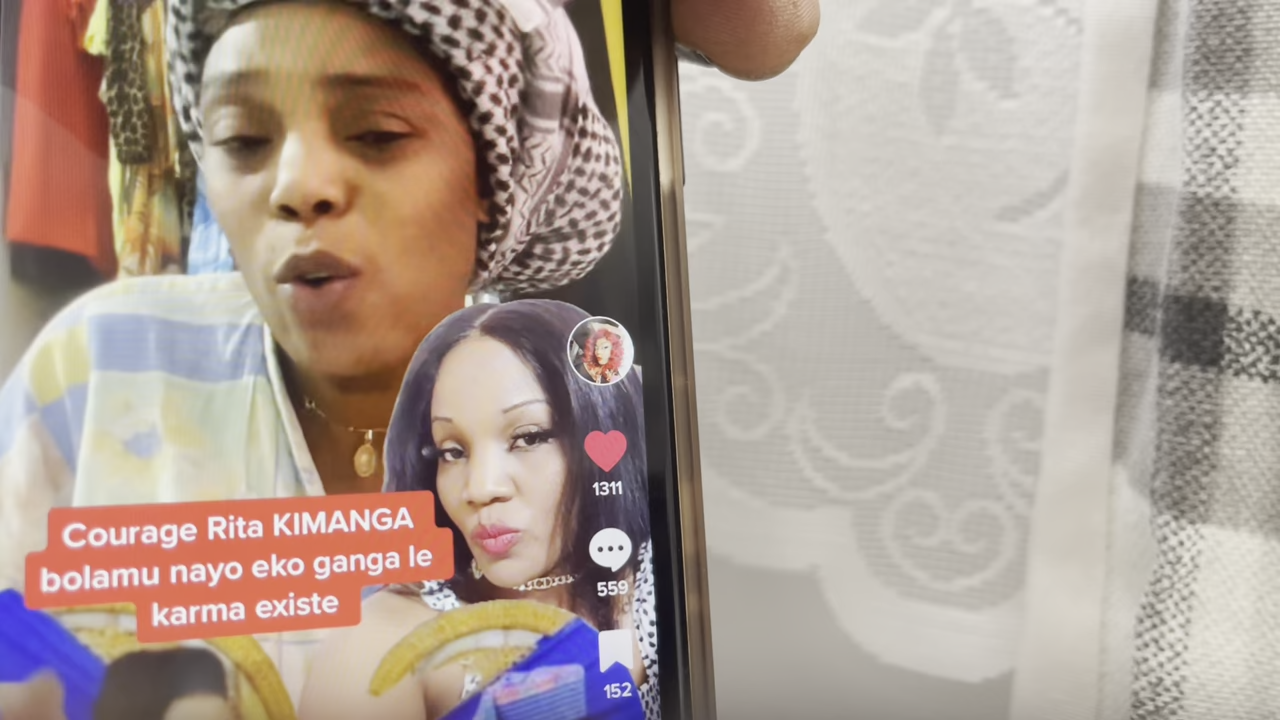 Courage Rita KIMANGA
bolamu nayo eko ganga le
karma existe
1311
559
152